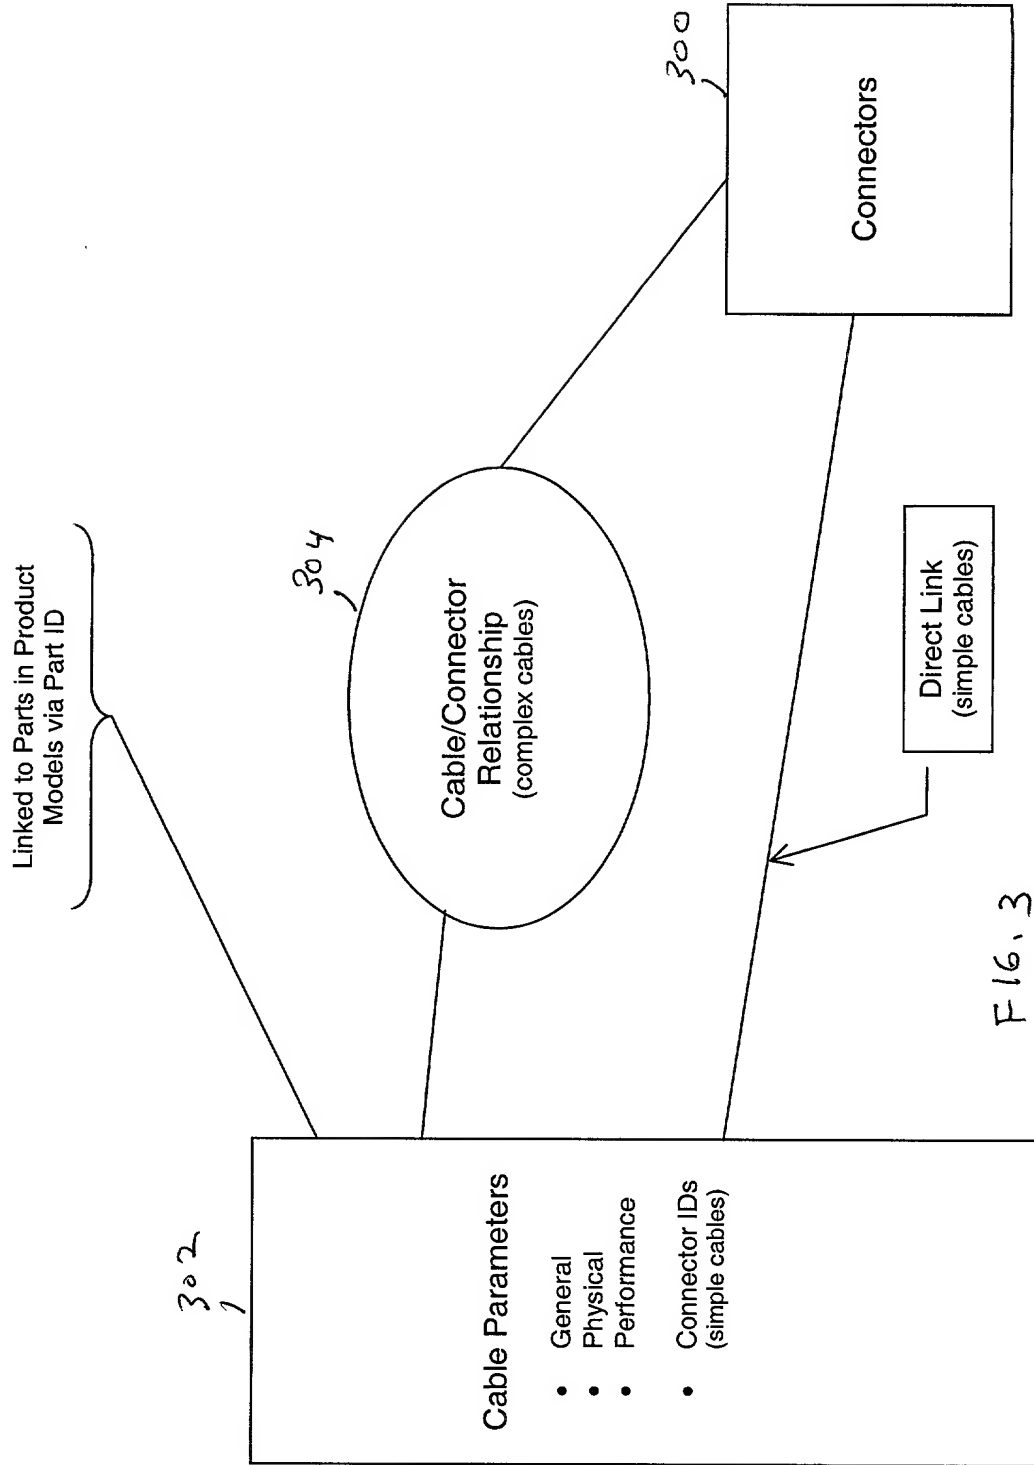 Linked to Parts in Product
Models via Part ID
302
Cable Parameters
• General
• Physical
• Performance
• Connector IDs
(simple cables)
304
Cable/Connector
Relationship
(complex cables)
300
Connectors
Direct Link
(simple cables)
FIG. 3